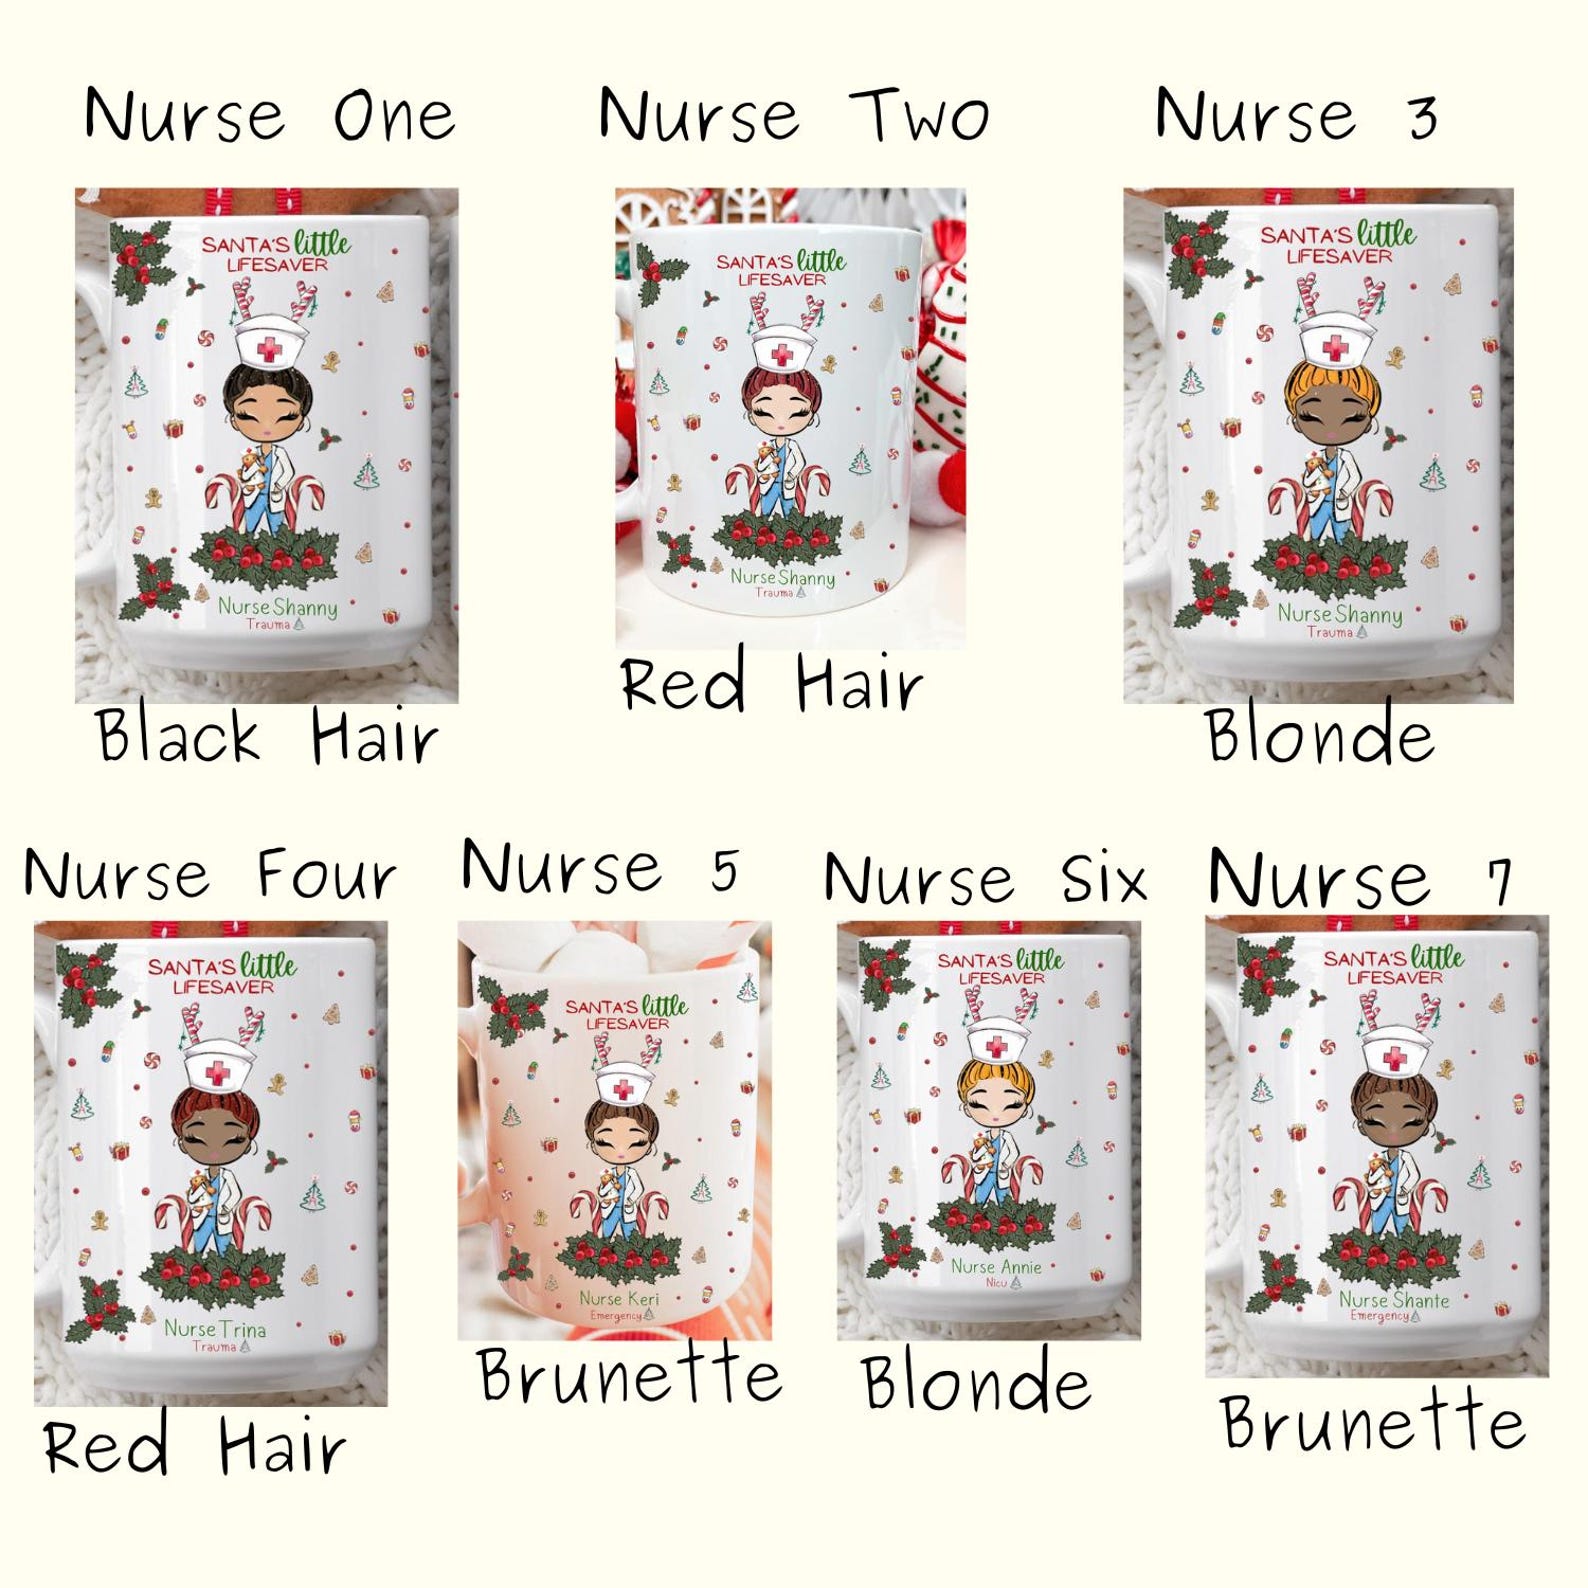 Nurse One
Nurse Two
Nurse 3
SANTA'S little
LIFESAVER
Nurse Shanny
Trauma
Black Hair
SANTA'S little
LIFESAVER
Nurse Shanny
Trauma
Red Hair
SANTA'S little
LIFESAVER
Nurse Shanny
Trauma
Blonde
Nurse Four
Nurse 5
Nurse Six
Nurse 7
SANTA'S little
LIFESAVER
Nurse Trina
Trauma
Red Hair
SANTA'S little
LIFESAVER
Nurse Keri
Emergency
Brunette
SANTA'S little
LIFESAVER
Nurse Annie
Nicu
Blonde
SANTA'S little
LIFESAVER
Nurse Shante
Emergency
Brunette